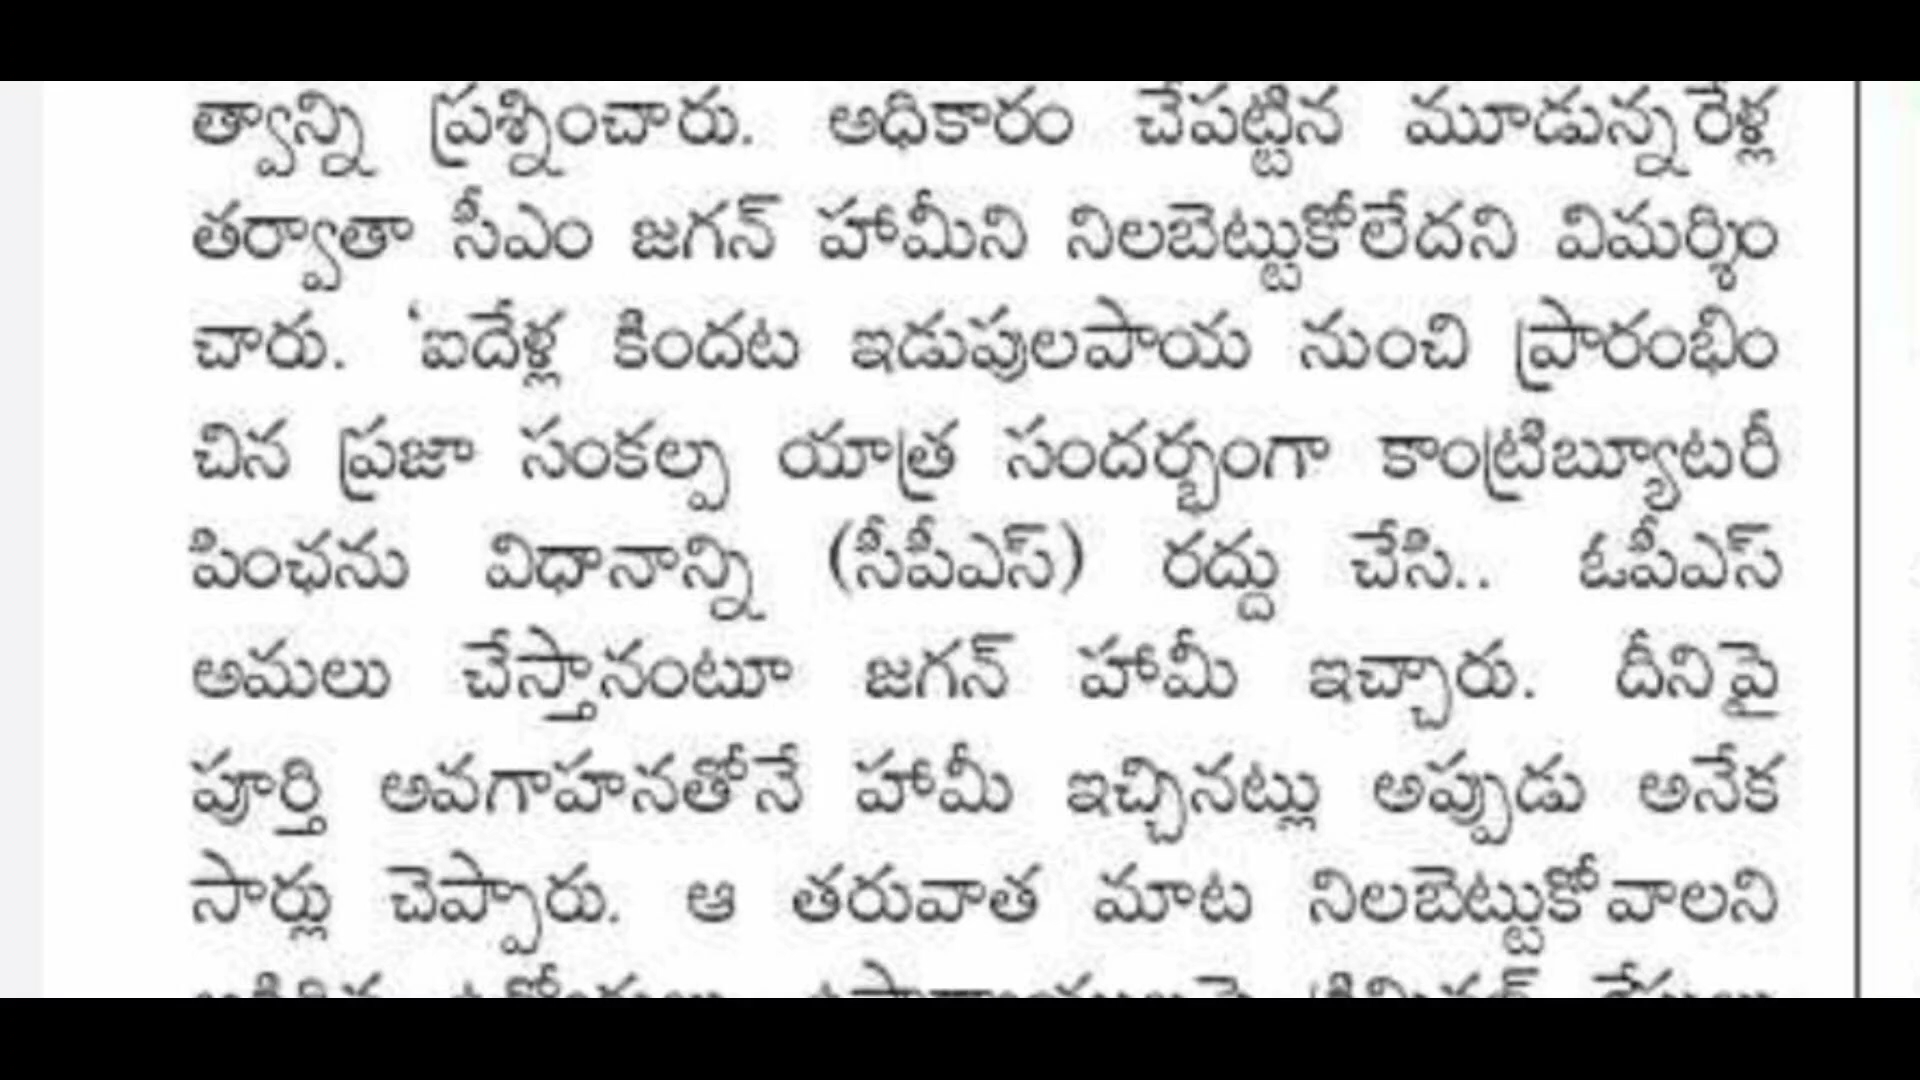 త్వాన్ని ప్రశ్నించారు. అధికారం చేపట్టిన మూడున్నరేళ్ల
తర్వాతా సీఎం జగన్ హామీని నిలబెట్టుకోలేదని విమర్శిం
చారు. ‘ఐదేళ్ల కిందట ఇడుపులపాయ నుంచి ప్రారంభిం
చిన ప్రజా సంకల్ప యాత్ర సందర్భంగా కాంట్రిబ్యూటరీ
పింఛను విధానాన్ని (సీపీఎస్) రద్దు చేసి.. ఓపీఎస్
అమలు చేస్తానంటూ జగన్ హామీ ఇచ్చారు. దీనిపై
పూర్తి అవగాహనతోనే హామీ ఇచ్చినట్లు అప్పుడు అనేక
సార్లు చెప్పారు. ఆ తరువాత మాట నిలబెట్టుకోవాలని